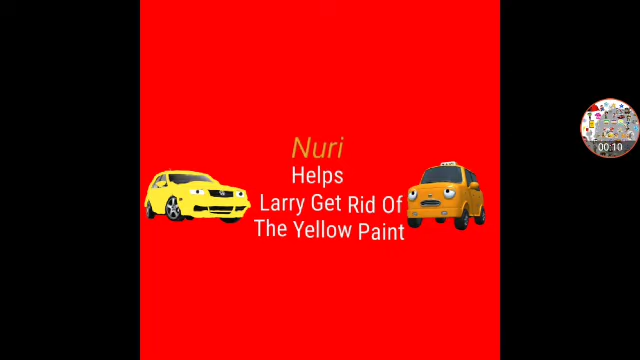 Nuri
Helps
Larry Get Rid Of
The Yellow Paint
00:10